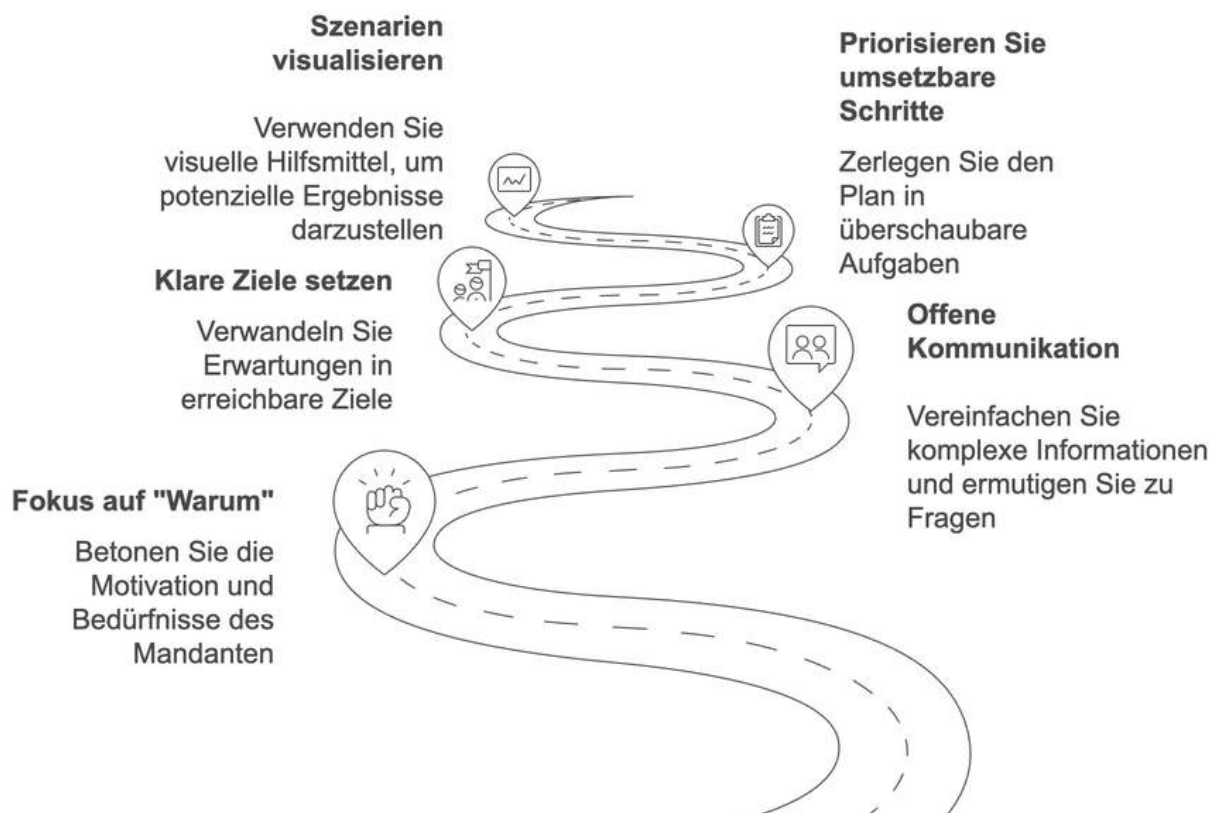 Szenarien
visualisieren
Verwenden Sie
visuelle Hilfsmittel, um
potenzielle Ergebnisse
darzustellen
Priorisieren Sie
umsetzbare
Schritte
Zerlegen Sie den
Plan in
überschaubare
Aufgaben
Klare Ziele setzen
Verwandeln Sie
Erwartungen in
erreichbare Ziele
Offene
Kommunikation
Vereinfachen Sie
komplexe Informationen
und ermutigen Sie zu
Fragen
Fokus auf "Warum"
Betonen Sie die
Motivation und
Bedürfnisse des
Mandanten